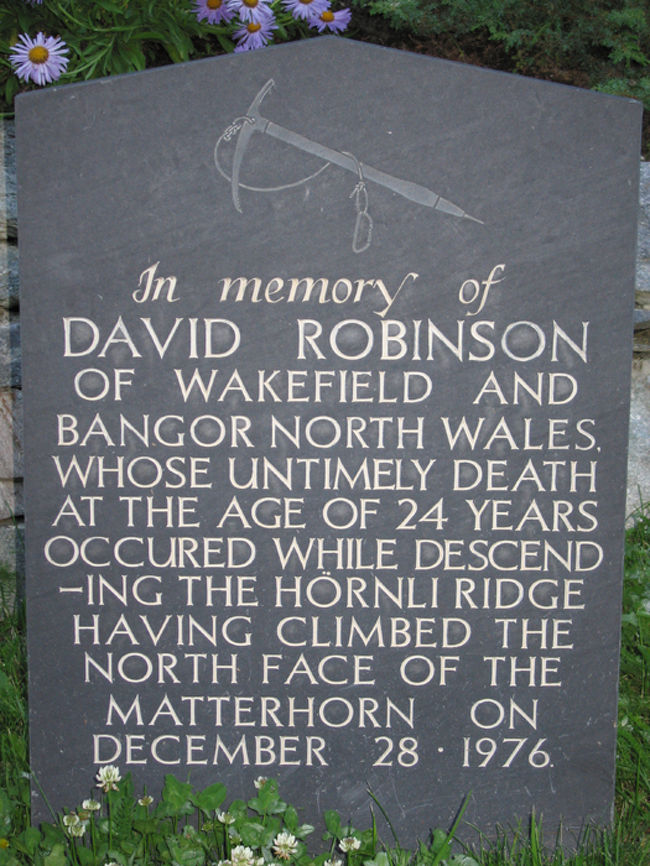 In memory of
DAVID ROBINSON
OF WAKEFIELD AND
BANGOR NORTH WALES,
WHOSE UNTIMELY DEATH
AT THE AGE OF 24 YEARS
OCCURED WHILE DESCEND
-ING THE HÖRNLI RIDGE
HAVING CLIMBED THE
NORTH FACE OF THE
MATTERHORN ON
DECEMBER 28 · 1976.